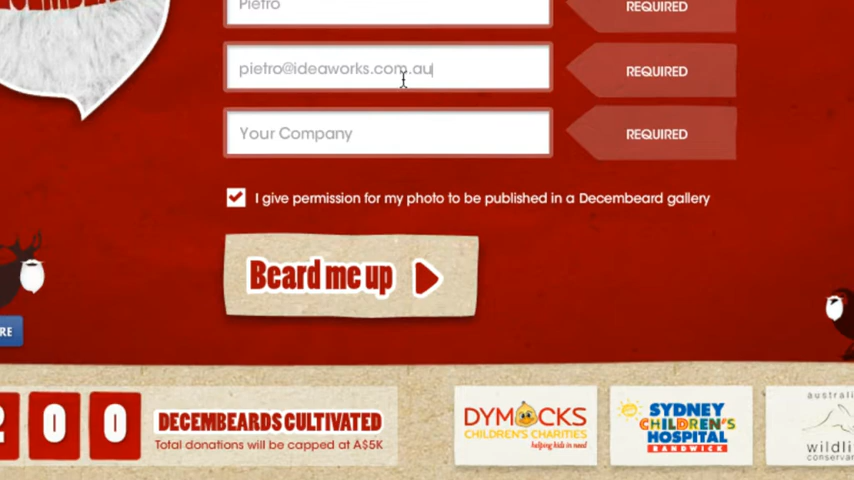 Pietro
REQUIRED
pietro@ideaworks.com.au
REQUIRED
Your Company
REQUIRED
I give permission for my photo to be published in a Decembeard gallery
Beard me up
RE
2 0 0
DECEMBEARDS CULTIVATED
Total donations will be capped at A$5K
DYMOCKS
CHILDREN'S CHARITIES
helping kids in need
SYDNEY
CHILDREN'S
HOSPITAL
RANDWICK
australia
wildlif
conservan